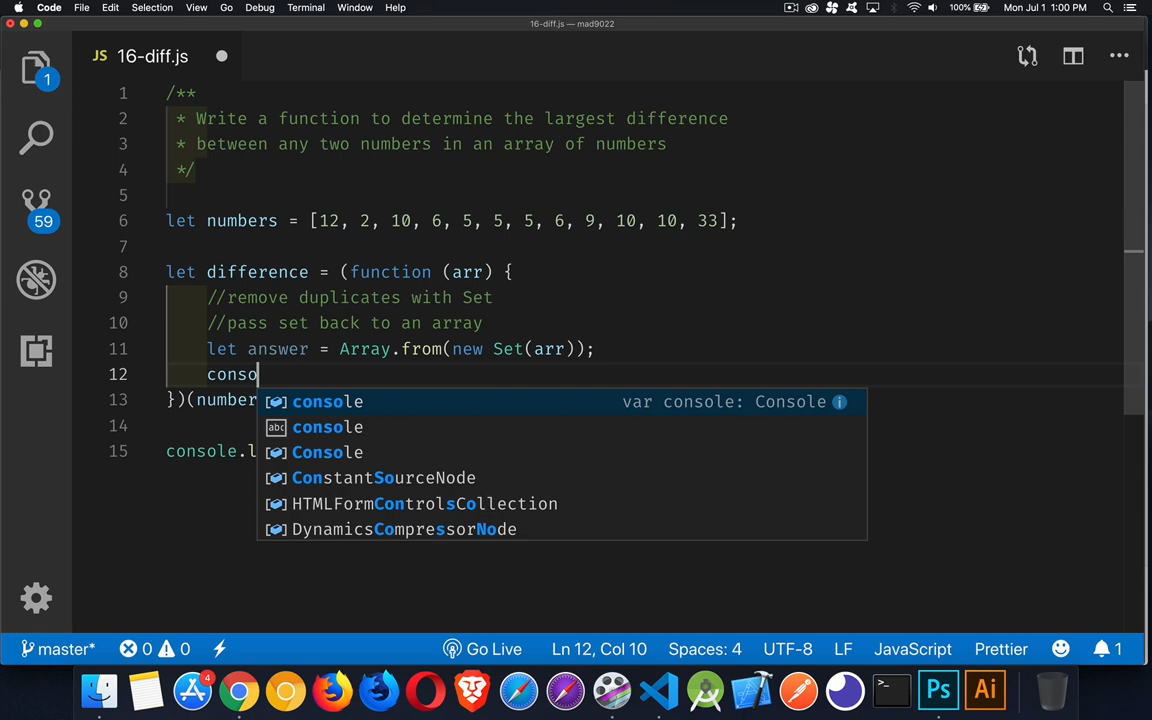 Code File Edit Selection View Go Debug Terminal Window Help 100% Mon Jul 1 1:00 PM
16-diff.js — mad9022
JS 16-diff.js
1 /**
2 * Write a function to determine the largest difference
3 * between any two numbers in an array of numbers
4 */
5
6 let numbers = [12, 2, 10, 6, 5, 5, 5, 6, 9, 10, 10, 33];
7
8 let difference = (function (arr) {
9 //remove duplicates with Set
10 //pass set back to an array
11 let answer = Array.from(new Set(arr));
12 conso
13 })(number
console var console: Console
14
abc console
15 console.l
Console
ConstantSourceNode
HTMLFormControlsCollection
DynamicsCompressorNode
1
59
master* 0 0 Go Live Ln 12, Col 10 Spaces: 4 UTF-8 LF JavaScript Prettier 1
4
>_
Ps
Ai